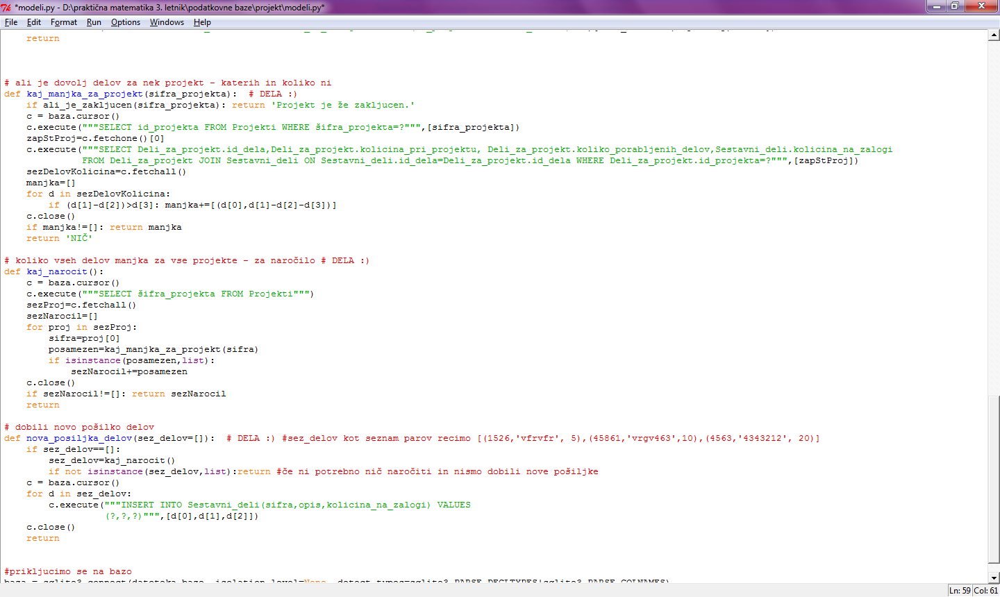 *modeli.py - D:\praktična matematika 3. letnik\podatkovne baze\projekt\modeli.py*
File Edit Format Run Options Windows Help
    return
# ali je dovolj delov za nek projekt - katerih in koliko ni
def kaj_manjka_za_projekt(sifra_projekta):  # DELA :)
    if ali_je_zakljucen(sifra_projekta): return 'Projekt je že zakljucen.'
    c = baza.cursor()
    c.execute("""SELECT id_projekta FROM Projekti WHERE šifra_projekta=?""",[sifra_projekta])
    zapStProj=c.fetchone()[0]
    c.execute("""SELECT Deli_za_projekt.id_dela,Deli_za_projekt.kolicina_pri_projektu, Deli_za_projekt.koliko_porabljenih_delov,Sestavni_deli.kolicina_na_zalogi
              FROM Deli_za_projekt JOIN Sestavni_deli ON Sestavni_deli.id_dela=Deli_za_projekt.id_dela WHERE Deli_za_projekt.id_projekta=?""",[zapStProj])
    sezDelovKolicina=c.fetchall()
    manjka=[]
    for d in sezDelovKolicina:
        if (d[1]-d[2])>d[3]: manjka+=[(d[0],d[1]-d[2]-d[3])]
    c.close()
    if manjka!=[]: return manjka
    return 'NIČ'
# koliko vseh delov manjka za vse projekte - za naročilo # DELA :)
def kaj_narocit():
    c = baza.cursor()
    c.execute("""SELECT šifra_projekta FROM Projekti""")
    sezProj=c.fetchall()
    sezNarocil=[]
    for proj in sezProj:
        sifra=proj[0]
        posamezen=kaj_manjka_za_projekt(sifra)
        if isinstance(posamezen,list):
            sezNarocil+=posamezen
    c.close()
    if sezNarocil!=[]: return sezNarocil
    return
# dobili novo pošilko delov
def nova_posiljka_delov(sez_delov=[]):  # DELA :) #sez_delov kot seznam parov recimo [(1526,'vfrvfr', 5),(45861,'vrgv463',10),(4563,'4343212', 20)]
    if sez_delov==[]:
        sez_delov=kaj_narocit()
        if not isinstance(sez_delov,list):return #če ni potrebno nič naročiti in nismo dobili nove pošiljke
    c = baza.cursor()
    for d in sez_delov:
        c.execute("""INSERT INTO Sestavni_deli(sifra,opis,kolicina_na_zalogi) VALUES
                  (?,?,?)""",[d[0],d[1],d[2]])
    c.close()
    return
#prikljucimo se na bazo
baza = sqlite3.connect(datoteka_baze, isolation_level=None, detect_types=sqlite3.PARSE_DECLTYPES|sqlite3.PARSE_COLNAMES)
Ln: 59 Col: 61